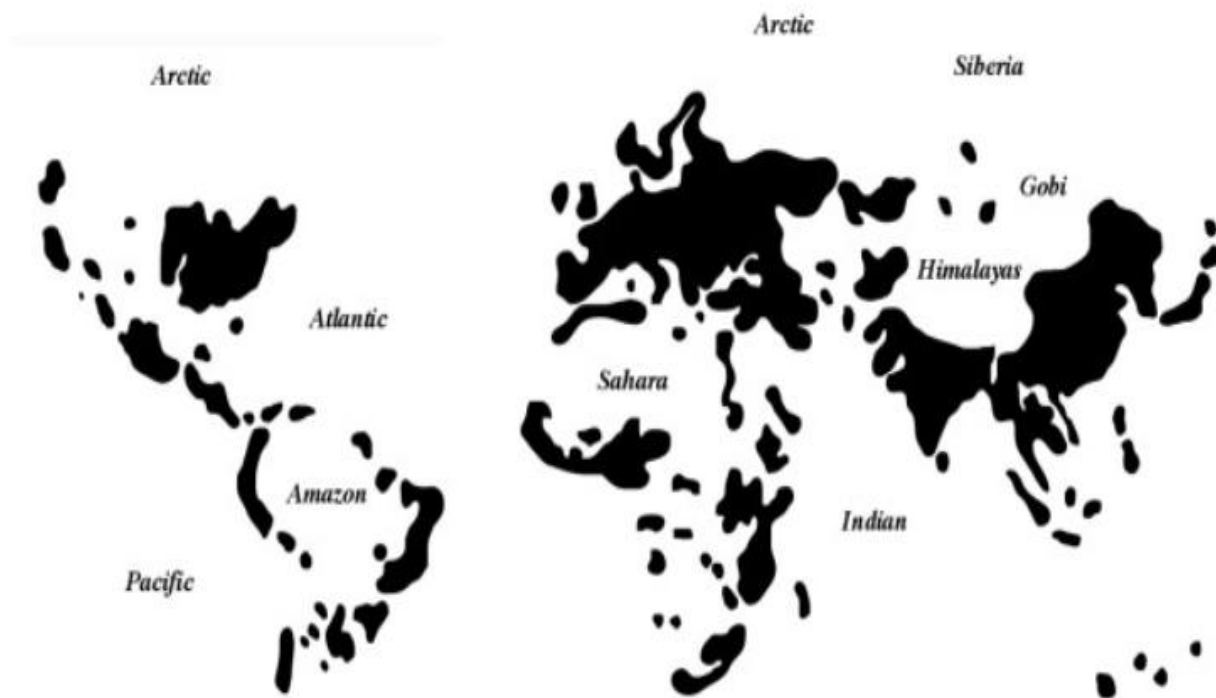 Arctic
Siberia
Arctic
Gobi
Himalayas
Atlantic
Sahara
Amazon
Indian
Pacific